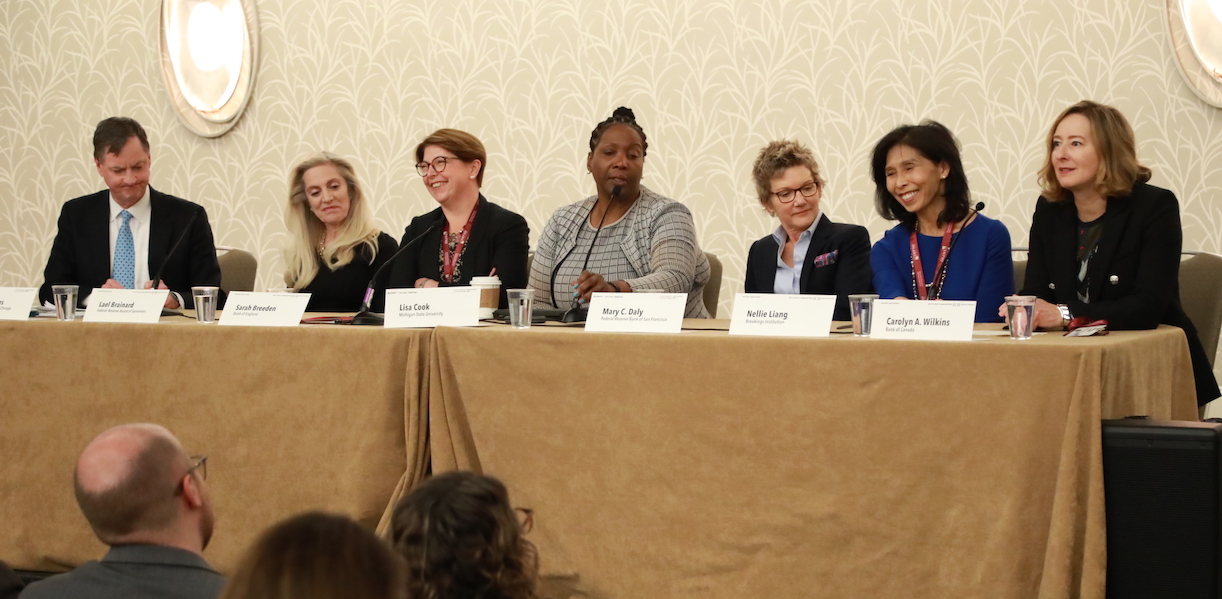 Lael Brainard
Federal Reserve Board of Governors
Sarah Breeden
Bank of England
Lisa Cook
Michigan State University
Mary C. Daly
Federal Reserve Bank of San Francisco
Nellie Liang
Brookings Institution
Carolyn A. Wilkins
Bank of Canada